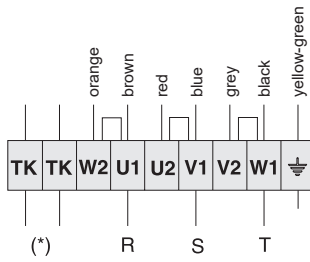 orange brown red blue grey black yellow-green
TK TK W2 U1 U2 V1 V2 W1
(*) R S T